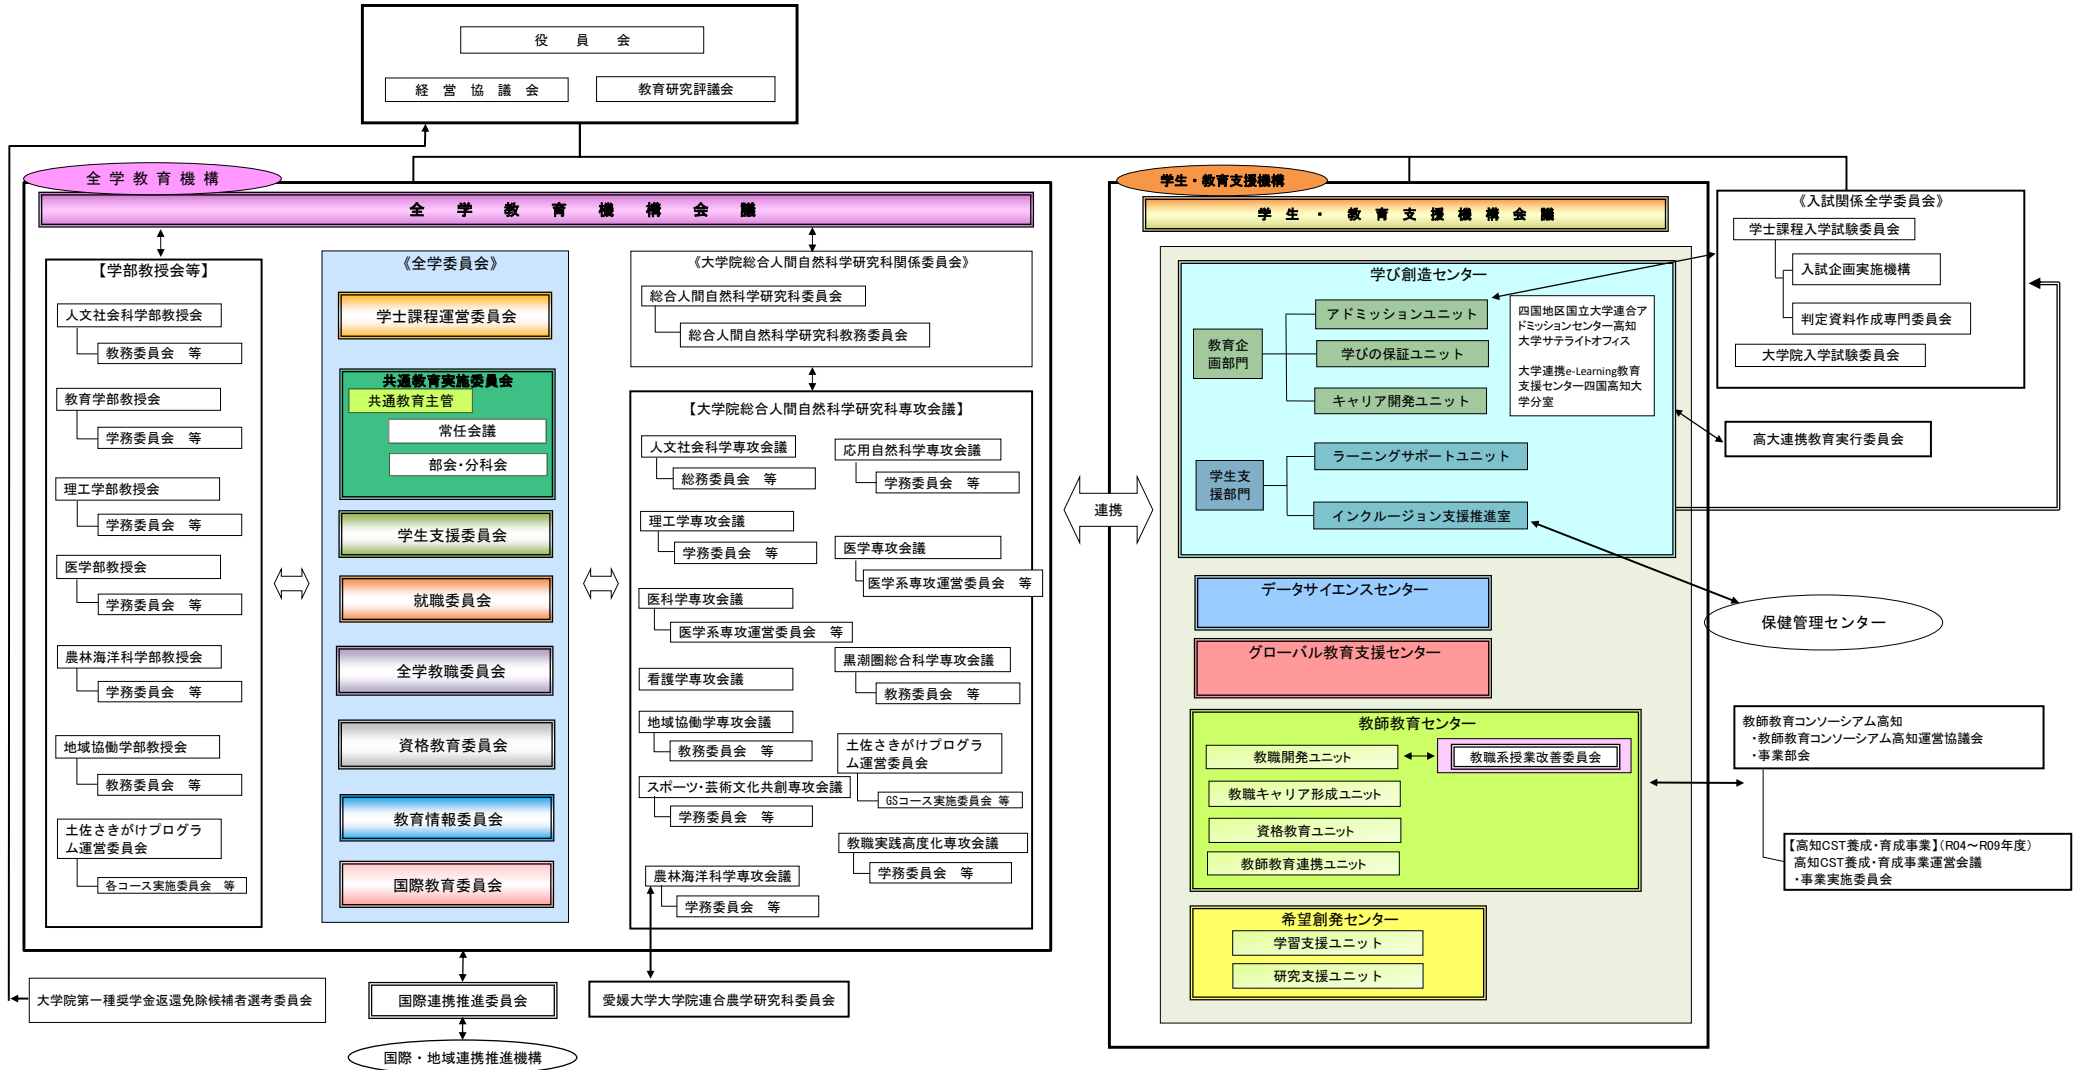 役　員　会
経　営　協　議　会
教育研究評議会
全 学 教 育 機 構
全　学　教　育　機　構　会　議
【学部教授会等】
人文社会科学部教授会
教務委員会　等
教育学部教授会
学務委員会　等
理工学部教授会
学務委員会　等
医学部教授会
学務委員会　等
農林海洋科学部教授会
学務委員会　等
地域協働学部教授会
教務委員会　等
土佐さきがけプログラ
ム運営委員会
各コース実施委員会　等
《全学委員会》
学士課程運営委員会
共通教育実施委員会
共通教育主管
常任会議
部会・分科会
学生支援委員会
就職委員会
全学教職委員会
資格教育委員会
教育情報委員会
国際教育委員会
《大学院総合人間自然科学研究科関係委員会》
総合人間自然科学研究科委員会
総合人間自然科学研究科教務委員会
【大学院総合人間自然科学研究科専攻会議】
人文社会科学専攻会議
総務委員会　等
理工学専攻会議
学務委員会　等
医科学専攻会議
医学系専攻運営委員会　等
看護学専攻会議
地域協働学専攻会議
教務委員会　等
スポーツ・芸術文化共創専攻会議
学務委員会　等
農林海洋科学専攻会議
学務委員会　等
応用自然科学専攻会議
学務委員会　等
医学専攻会議
医学系専攻運営委員会　等
黒潮圏総合科学専攻会議
教務委員会　等
土佐さきがけプログラ
ム運営委員会
GSコース実施委員会 等
教職実践高度化専攻会議
学務委員会　等
連携
学生・教育支援機構
学　生　・　教　育　支　援　機　構　会　議
学び創造センター
教育企
画部門
アドミッションユニット
学びの保証ユニット
キャリア開発ユニット
四国地区国立大学連合ア
ドミッションセンター高知
大学サテライトオフィス
大学連携e-Learning教育
支援センター四国高知大
学分室
学生支
援部門
ラーニングサポートユニット
インクルージョン支援推進室
データサイエンスセンター
グローバル教育支援センター
教師教育センター
教職開発ユニット
教職系授業改善委員会
教職キャリア形成ユニット
資格教育ユニット
教師教育連携ユニット
希望創発センター
学習支援ユニット
研究支援ユニット
《入試関係全学委員会》
学士課程入学試験委員会
入試企画実施機構
判定資料作成専門委員会
大学院入学試験委員会
高大連携教育実行委員会
保健管理センター
教師教育コンソーシアム高知
・教師教育コンソーシアム高知運営協議会
・事業部会
【高知CST養成・育成事業】（R04～R09年度）
高知CST養成・育成事業運営会議
・事業実施委員会
大学院第一種奨学金返還免除候補者選考委員会
国際連携推進委員会
愛媛大学大学院連合農学研究科委員会
国際・地域連携推進機構